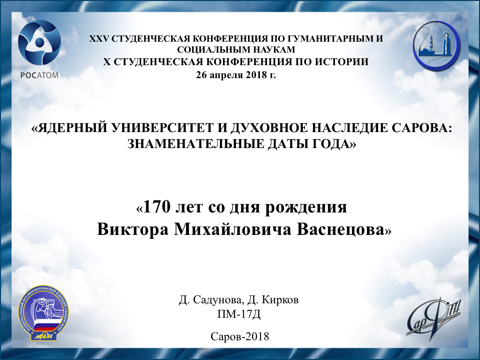 XXV СТУДЕНЧЕСКАЯ КОНФЕРЕНЦИЯ ПО ГУМАНИТАРНЫМ И
СОЦИАЛЬНЫМ НАУКАМ
X СТУДЕНЧЕСКАЯ КОНФЕРЕНЦИЯ ПО ИСТОРИИ
26 апреля 2018 г.
РОСАТОМ
«ЯДЕРНЫЙ УНИВЕРСИТЕТ И ДУХОВНОЕ НАСЛЕДИЕ САРОВА:
ЗНАМЕНАТЕЛЬНЫЕ ДАТЫ ГОДА»
«170 лет со дня рождения
Виктора Михайловича Васнецова»
Д. Садунова, Д. Кирков
ПМ-17Д
Саров-2018